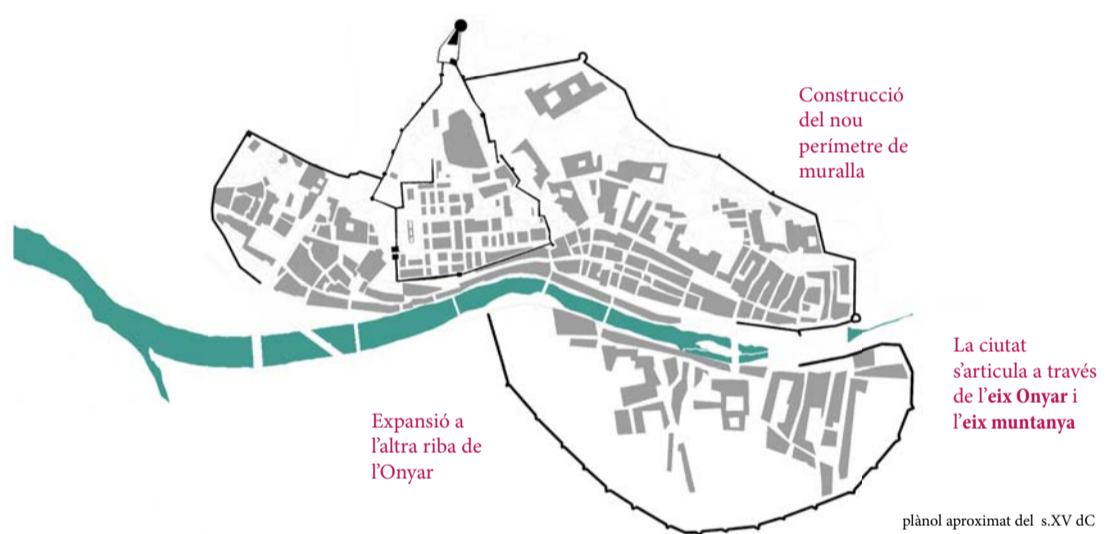 Construcció
del nou
perímetre de
muralla
La ciutat
s’articula a través
de l’eix Onyar i
l’eix muntanya
Expansió a
l’altra riba de
l’Onyar
plànol aproximat del s.XV dC